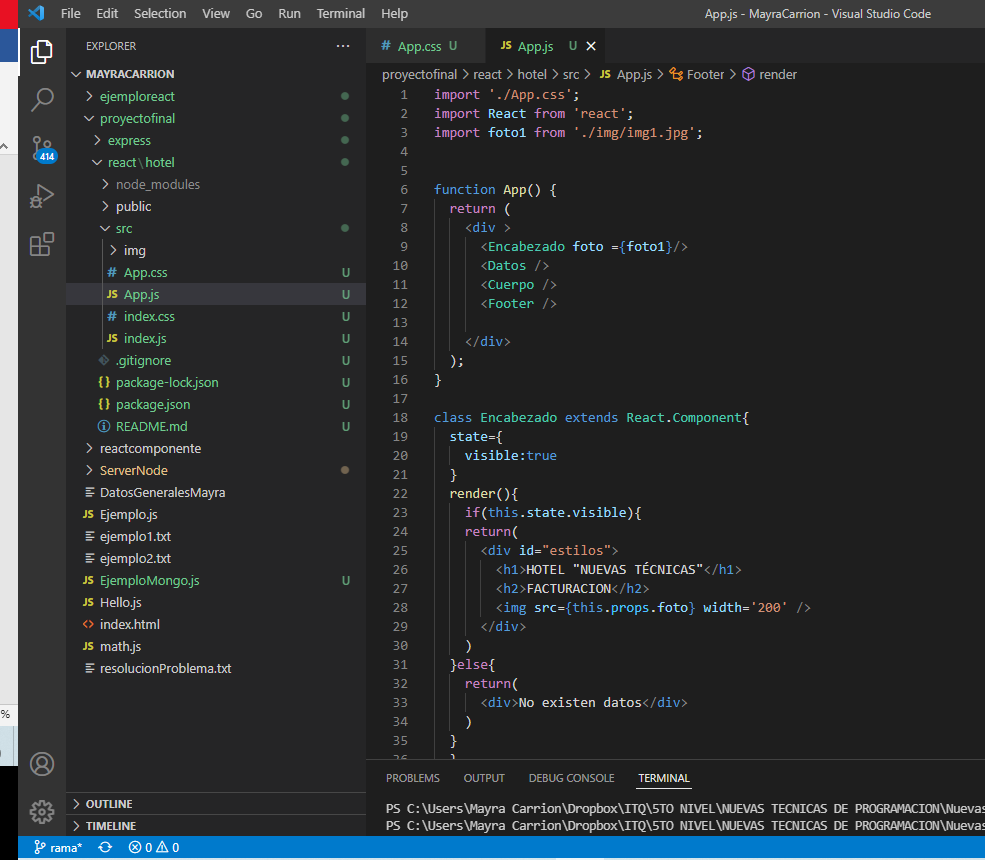 File Edit Selection View Go Run Terminal Help App.js - MayraCarrion - Visual Studio Code
EXPLORER ···
# App.css U JS App.js U
MAYRACARRION
proyectofinal > react > hotel > src > JS App.js > Footer > render
ejemploreact
proyectofinal
express
414
react\hotel
node_modules
public
src
img
# App.css U
JS App.js U
# index.css U
JS index.js U
.gitignore U
{} package-lock.json U
{} package.json U
README.md U
reactcomponente
ServerNode
DatosGeneralesMayra
JS Ejemplo.js
ejemplo1.txt
ejemplo2.txt
JS EjemploMongo.js U
JS Hello.js
<> index.html
JS math.js
resolucionProblema.txt
%
OUTLINE
TIMELINE
1 import './App.css';
2 import React from 'react';
3 import foto1 from './img/img1.jpg';
4
5
6 function App() {
7 return (
8 <div >
9 <Encabezado foto ={foto1}/>
10 <Datos />
11 <Cuerpo />
12 <Footer />
13
14 </div>
15 );
16 }
17
18 class Encabezado extends React.Component{
19 state={
20 visible:true
21 }
22 render(){
23 if(this.state.visible){
24 return(
25 <div id="estilos">
26 <h1>HOTEL "NUEVAS TÉCNICAS"</h1>
27 <h2>FACTURACION</h2>
28 <img src={this.props.foto} width='200' />
29 </div>
30 )
31 }else{
32 return(
33 <div>No existen datos</div>
34 )
35 }
36 }
PROBLEMS OUTPUT DEBUG CONSOLE TERMINAL
PS C:\Users\Mayra Carrion\Dropbox\ITQ\5TO NIVEL\NUEVAS TECNICAS DE PROGRAMACION\Nuevas
PS C:\Users\Mayra Carrion\Dropbox\ITQ\5TO NIVEL\NUEVAS TECNICAS DE PROGRAMACION\Nuevas
rama* 0 0